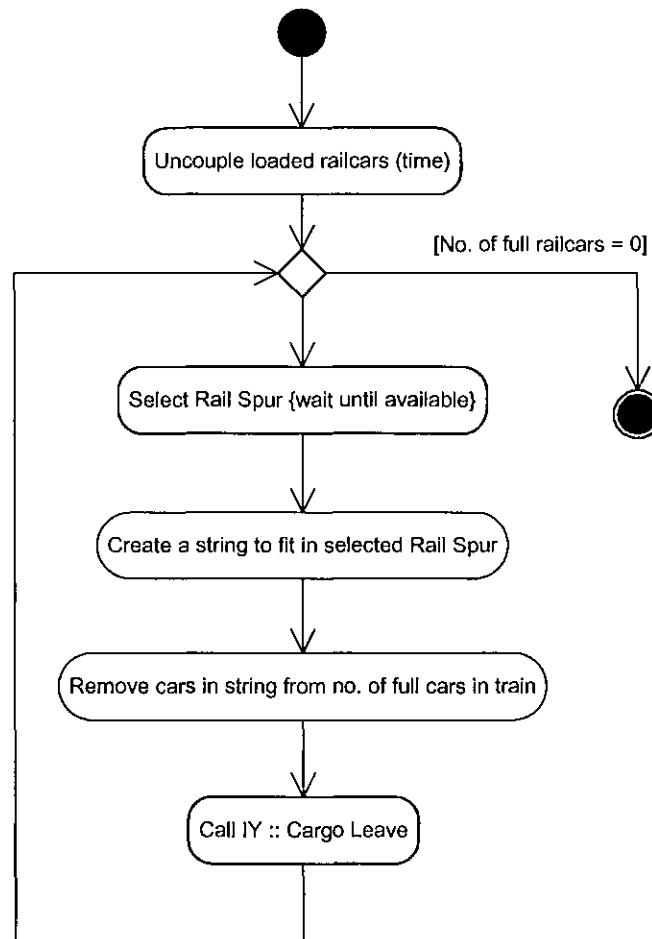 Uncouple loaded railcars (time)
[No. of full railcars = 0]
Select Rail Spur {wait until available}
Create a string to fit in selected Rail Spur
Remove cars in string from no. of full cars in train
Call IY :: Cargo Leave